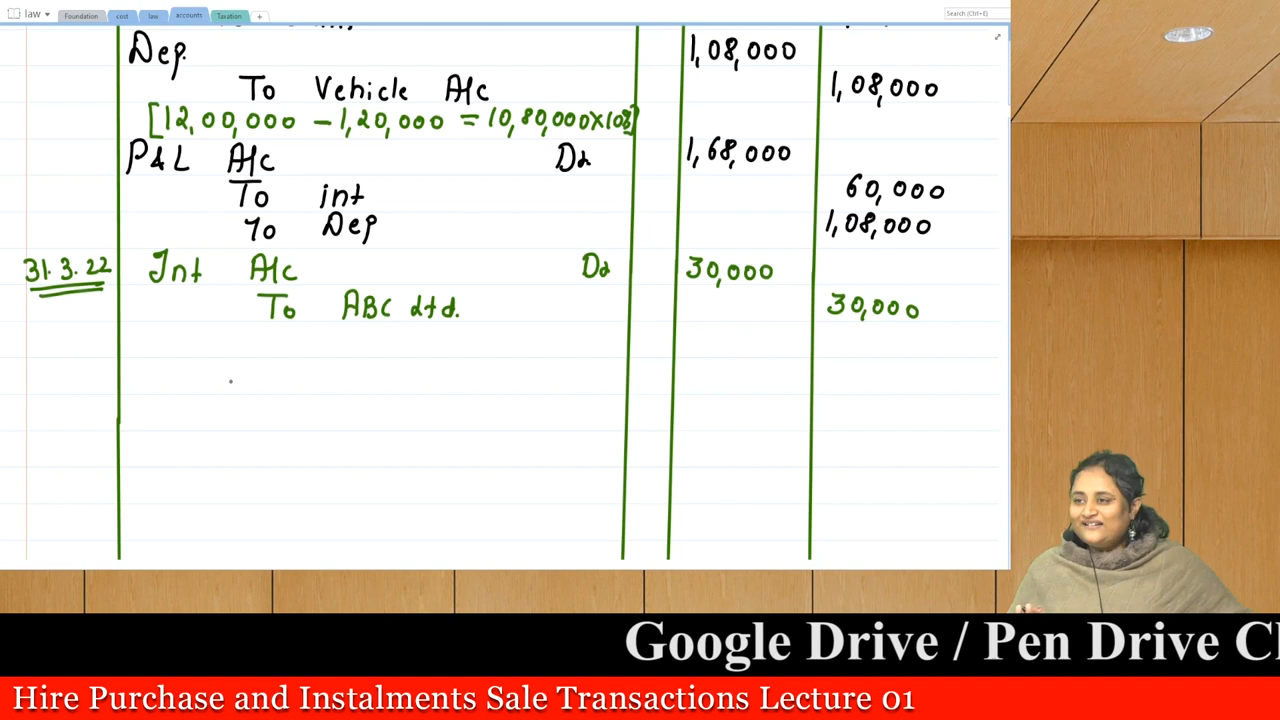 law
Foundation
cost
law
accounts
Taxation
+
Search (Ctrl+E)
Dep. 1,08,000
To Vehicle A/c 1,08,000
[12,00,000 - 1,20,000 = 10,80,000 X 10%]
P&L A/c Dr 1,68,000
To int 60,000
To Dep 1,08,000
31.3.22 Int A/c Dr 30,000
To ABC Ltd. 30,000
Google Drive / Pen Drive C
Hire Purchase and Instalments Sale Transactions Lecture 01